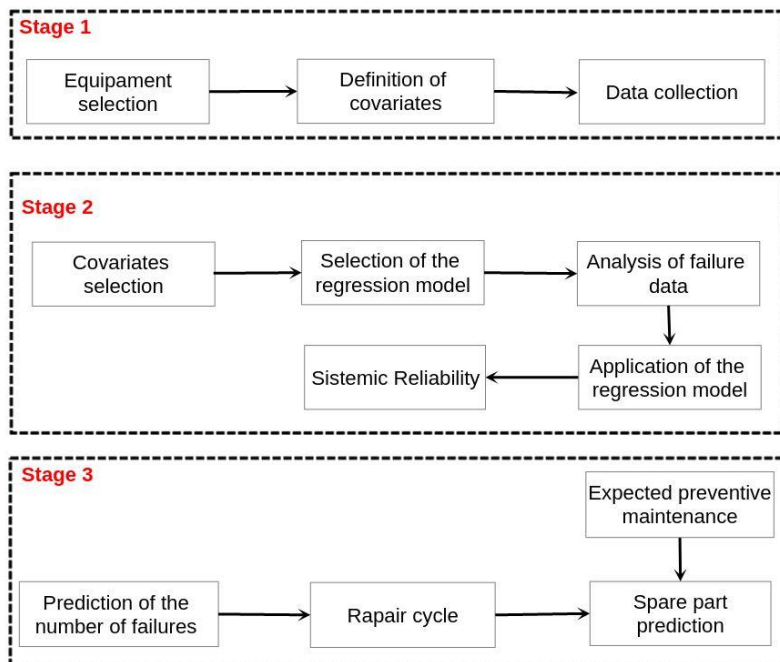 Stage 1
Equipament
selection
Definition of
covariates
Data collection
Stage 2
Covariates
selection
Selection of the
regression model
Analysis of failure
data
Sistemic Reliability
Application of the
regression model
Stage 3
Expected preventive
maintenance
Prediction of the
number of failures
Rapair cycle
Spare part
prediction